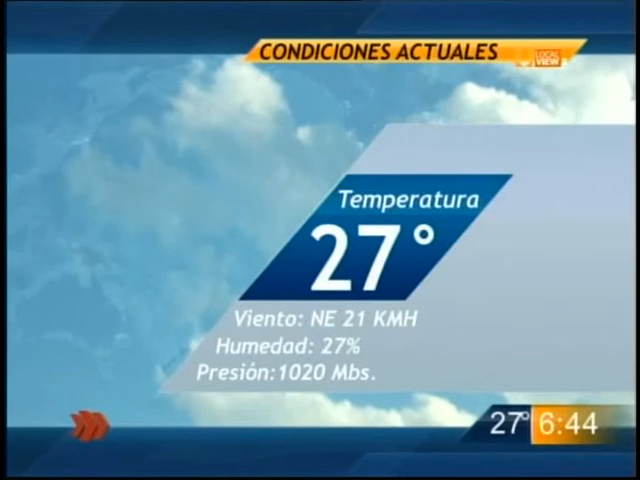 CONDICIONES ACTUALES
LOCAL
VIEW
Temperatura
27°
Viento: NE 21 KMH
Humedad: 27%
Presión:1020 Mbs.
27° 6:44